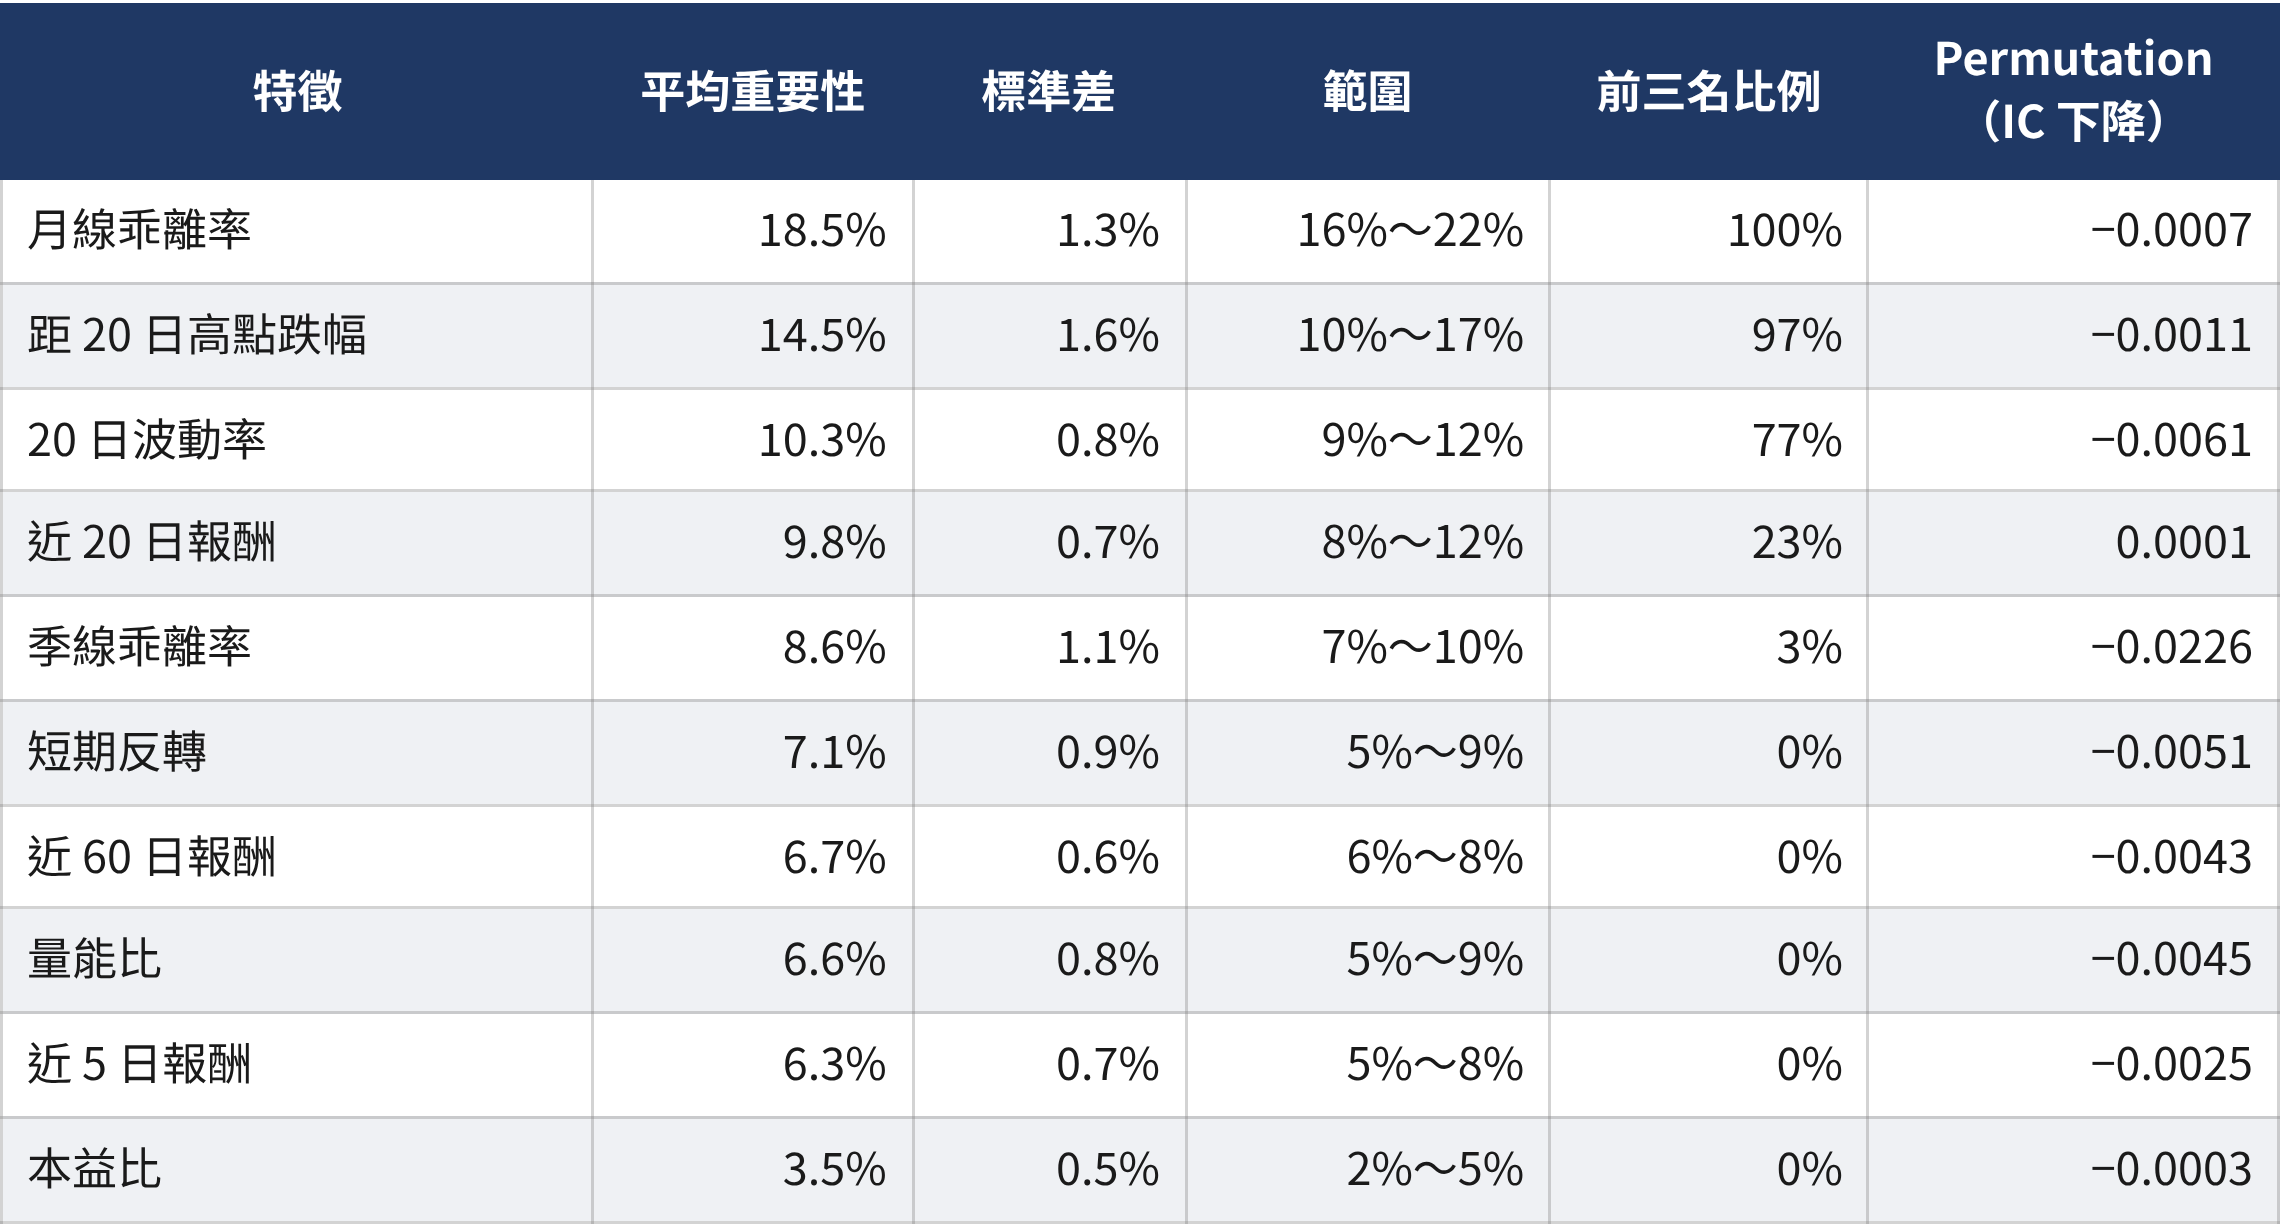 特徵 平均重要性 標準差 範圍 前三名比例 Permutation（IC 下降）
月線乖離率 18.5% 1.3% 16%～22% 100% −0.0007
距 20 日高點跌幅 14.5% 1.6% 10%～17% 97% −0.0011
20 日波動率 10.3% 0.8% 9%～12% 77% −0.0061
近 20 日報酬 9.8% 0.7% 8%～12% 23% 0.0001
季線乖離率 8.6% 1.1% 7%～10% 3% −0.0226
短期反轉 7.1% 0.9% 5%～9% 0% −0.0051
近 60 日報酬 6.7% 0.6% 6%～8% 0% −0.0043
量能比 6.6% 0.8% 5%～9% 0% −0.0045
近 5 日報酬 6.3% 0.7% 5%～8% 0% −0.0025
本益比 3.5% 0.5% 2%～5% 0% −0.0003